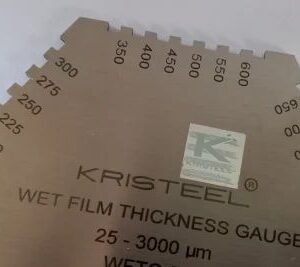 350 400 450 500 550 600
300
275
250
225
K
KRISTEEL
KRISTEEL®
WET FILM THICKNESS GAUGE
25 - 3000 µm